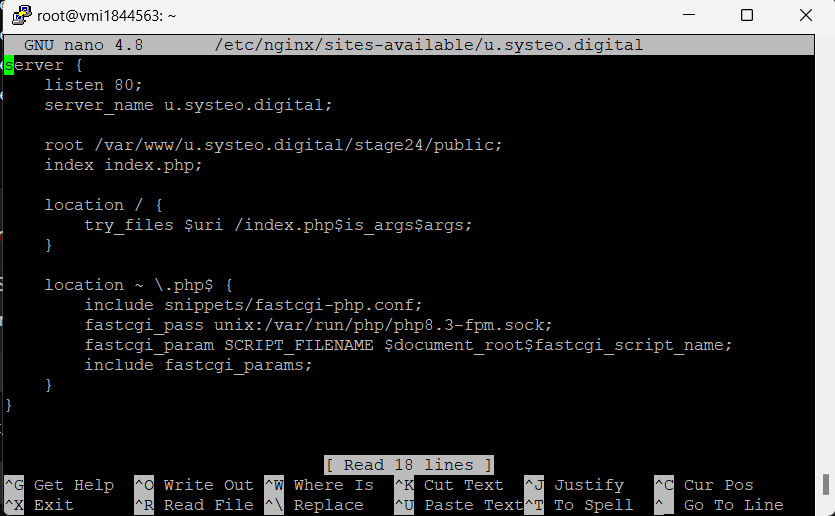 root@vmi1844563: ~
GNU nano 4.8 /etc/nginx/sites-available/u.systeo.digital
server {
    listen 80;
    server_name u.systeo.digital;

    root /var/www/u.systeo.digital/stage24/public;
    index index.php;

    location / {
        try_files $uri /index.php$is_args$args;
    }

    location ~ \.php$ {
        include snippets/fastcgi-php.conf;
        fastcgi_pass unix:/var/run/php/php8.3-fpm.sock;
        fastcgi_param SCRIPT_FILENAME $document_root$fastcgi_script_name;
        include fastcgi_params;
    }
}

[ Read 18 lines ]
^G Get Help ^O Write Out ^W Where Is ^K Cut Text ^J Justify ^C Cur Pos
^X Exit ^R Read File ^\ Replace ^U Paste Text ^T To Spell ^_ Go To Line